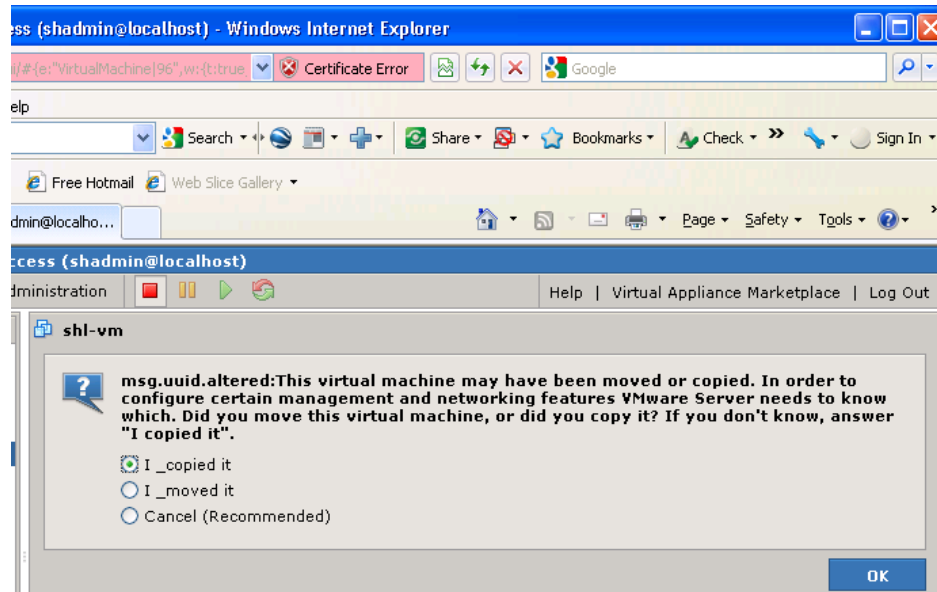 ess (shadmin@localhost) - Windows Internet Explorer
ui/#{e:"VirtualMachine|96",w:{t:true, Certificate Error Google
elp
Search Share Bookmarks Check » Sign In
Free Hotmail Web Slice Gallery
dmin@localho... Page Safety Tools »
ccess (shadmin@localhost)
dministration Help | Virtual Appliance Marketplace | Log Out
shl-vm
msg.uuid.altered:This virtual machine may have been moved or copied. In order to
configure certain management and networking features VMware Server needs to know
which. Did you move this virtual machine, or did you copy it? If you don't know, answer
"I copied it".
I _copied it
I _moved it
Cancel (Recommended)
OK